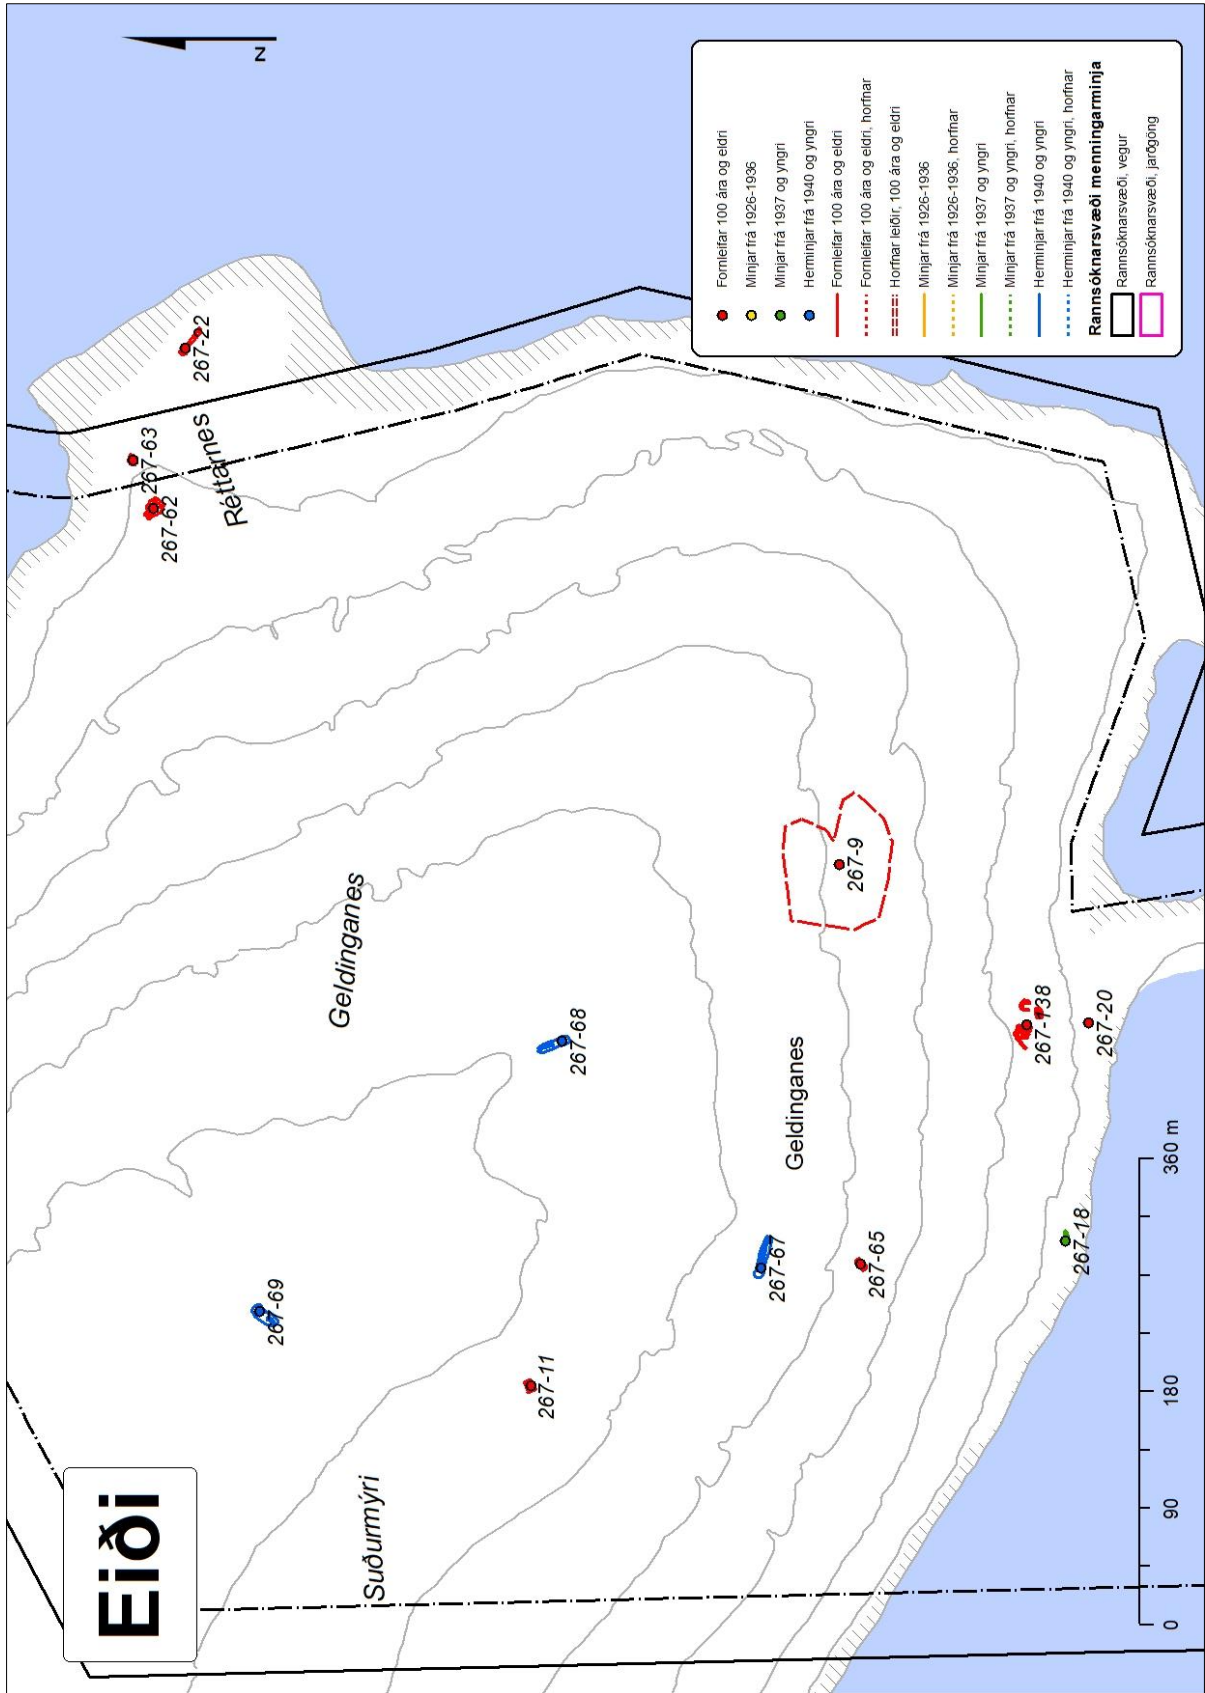 Eiði
N
Fornleifar 100 ára og eldri
Minjar frá 1926-1936
Minjar frá 1937 og yngri
Herminjar frá 1940 og yngri
Fornleifar 100 ára og eldri
Fornleifar 100 ára og eldri, horfnar
Horfnar leiðir, 100 ára og eldri
Minjar frá 1926-1936
Minjar frá 1926-1936, horfnar
Minjar frá 1937 og yngri
Minjar frá 1937 og yngri, horfnar
Herminjar frá 1940 og yngri
Herminjar frá 1940 og yngri, horfnar
Rannsóknarsvæði menningarminja
Rannsóknarsvæði, vegur
Rannsóknarsvæði, jarðgöng
267-22
267-63
267-62
Réttarnes
Geldinganes
267-69
267-68
Suðurmýri
267-11
267-67
Geldinganes
267-9
267-65
267-138
267-20
267-18
0 90 180 360 m